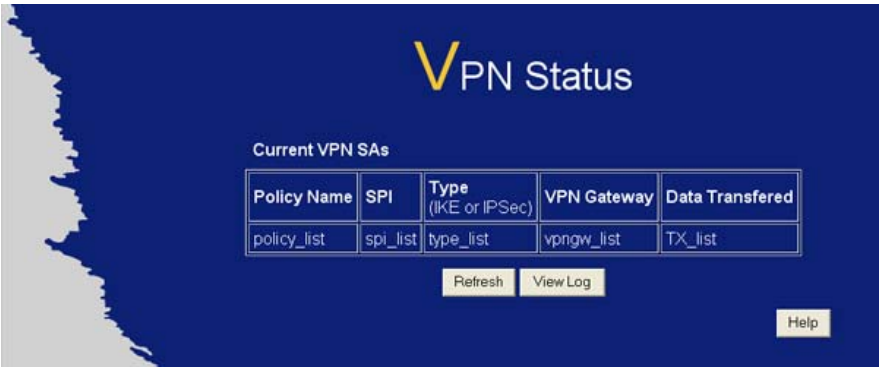 VPN Status
Current VPN SAs
Policy Name SPI Type (IKE or IPSec) VPN Gateway Data Transfered
policy_list spi_list type_list vpngw_list TX_list
Refresh View Log
Help